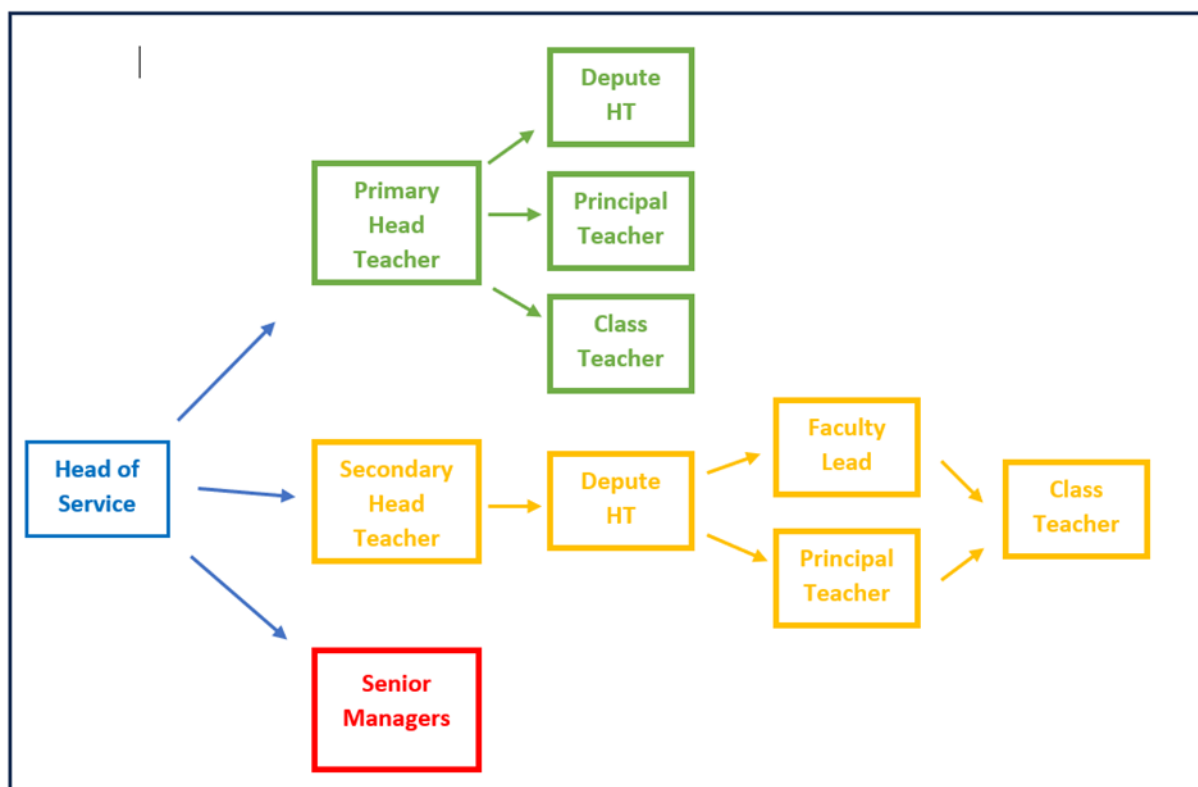 Depute
HT
Primary
Head
Teacher
Principal
Teacher
Class
Teacher
Head of
Service
Secondary
Head
Teacher
Depute
HT
Faculty
Lead
Principal
Teacher
Class
Teacher
Senior
Managers